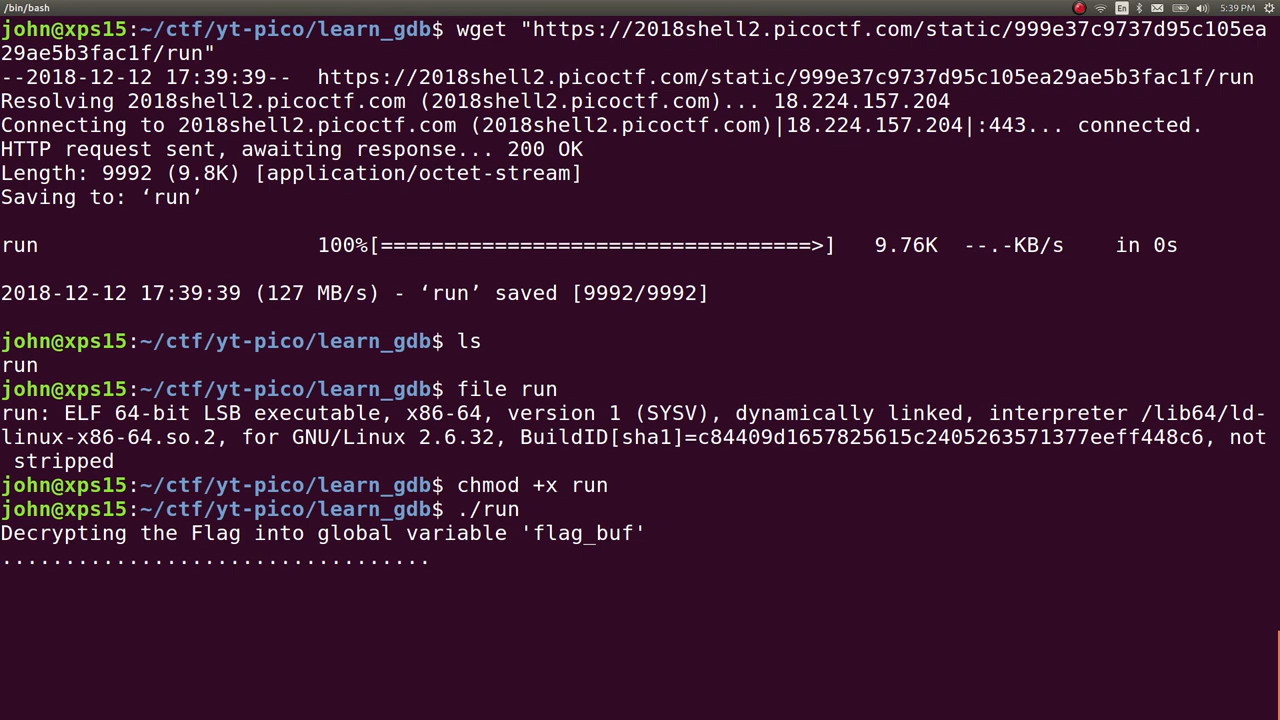 /bin/bash
En
5:39 PM
john@xps15:~/ctf/yt-pico/learn_gdb$ wget "https://2018shell2.picoctf.com/static/999e37c9737d95c105ea
29ae5b3fac1f/run"
--2018-12-12 17:39:39--  https://2018shell2.picoctf.com/static/999e37c9737d95c105ea29ae5b3fac1f/run
Resolving 2018shell2.picoctf.com (2018shell2.picoctf.com)... 18.224.157.204
Connecting to 2018shell2.picoctf.com (2018shell2.picoctf.com)|18.224.157.204|:443... connected.
HTTP request sent, awaiting response... 200 OK
Length: 9992 (9.8K) [application/octet-stream]
Saving to: ‘run’
run                      100%[==================================>]   9.76K  --.-KB/s    in 0s
2018-12-12 17:39:39 (127 MB/s) - ‘run’ saved [9992/9992]
john@xps15:~/ctf/yt-pico/learn_gdb$ ls
run
john@xps15:~/ctf/yt-pico/learn_gdb$ file run
run: ELF 64-bit LSB executable, x86-64, version 1 (SYSV), dynamically linked, interpreter /lib64/ld-
linux-x86-64.so.2, for GNU/Linux 2.6.32, BuildID[sha1]=c84409d1657825615c2405263571377eeff448c6, not
 stripped
john@xps15:~/ctf/yt-pico/learn_gdb$ chmod +x run
john@xps15:~/ctf/yt-pico/learn_gdb$ ./run
Decrypting the Flag into global variable 'flag_buf'
..................................